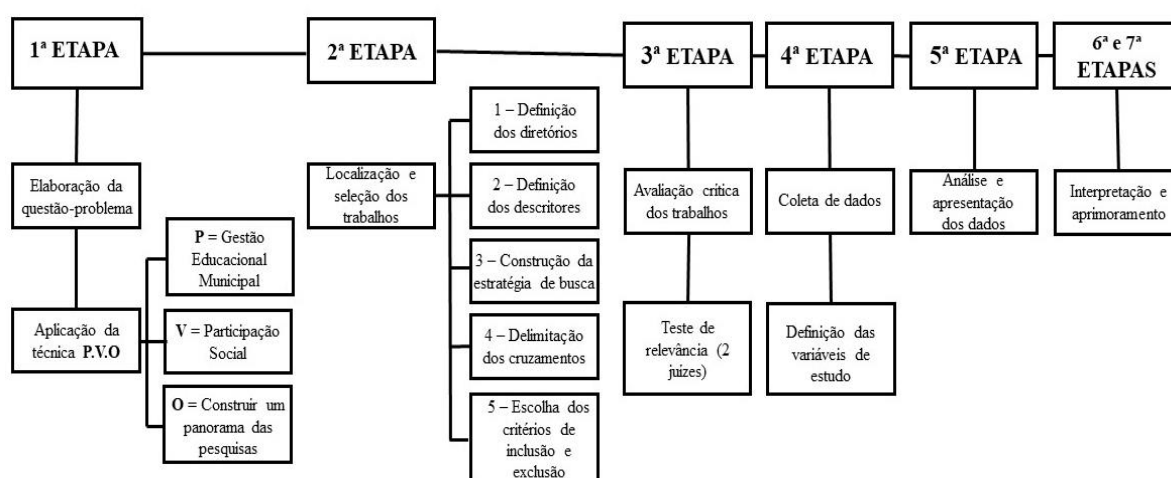 1ª ETAPA
Elaboração da
questão-problema
Aplicação da
técnica P.V.O
P = Gestão
Educacional
Municipal
V = Participação
Social
O = Construir um
panorama das
pesquisas
2ª ETAPA
Localização e
seleção dos
trabalhos
1 – Definição
dos diretórios
2 – Definição
dos descritores
3 – Construção da
estratégia de busca
4 – Delimitação
dos cruzamentos
5 – Escolha dos
critérios de
inclusão e
exclusão
3ª ETAPA
Avaliação critica
dos trabalhos
Teste de
relevância (2
juizes)
4ª ETAPA
Coleta de dados
Definição das
variáveis de
estudo
5ª ETAPA
Análise e
apresentação
dos dados
6ª e 7ª
ETAPAS
Interpretação e
aprimoramento